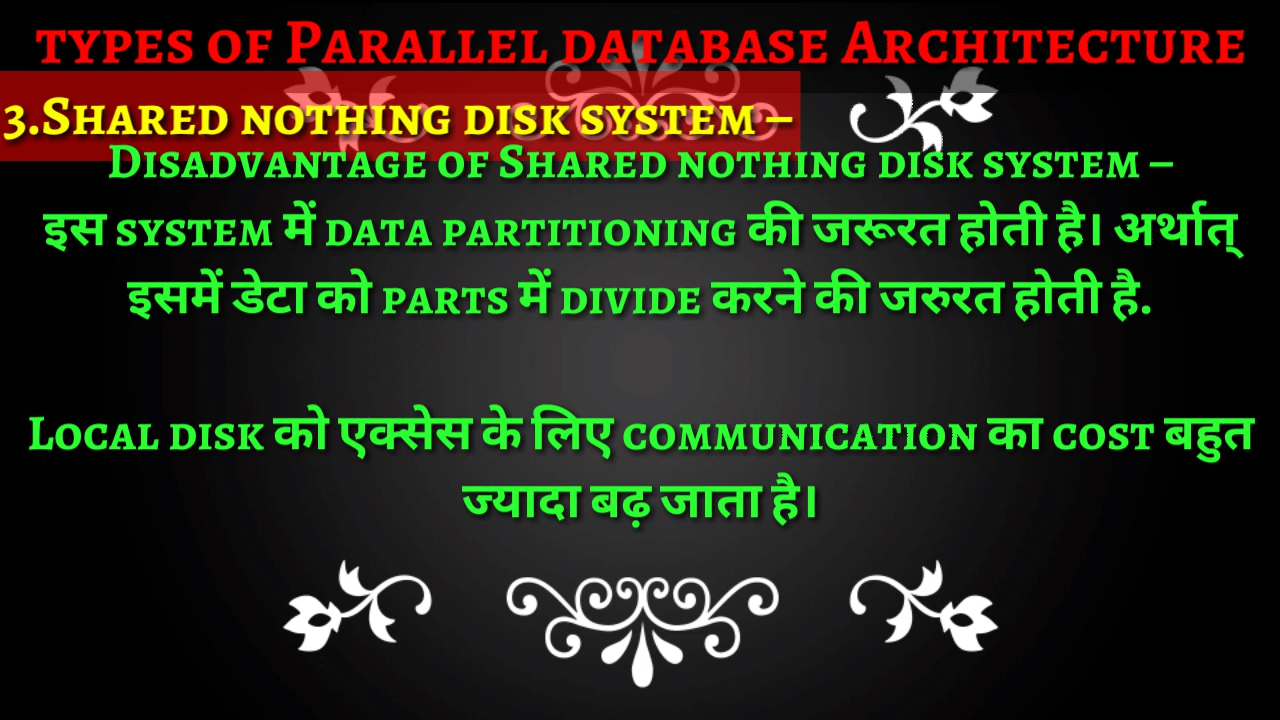 types of Parallel database Architecture
3.Shared nothing disk system –
Disadvantage of Shared nothing disk system –
इस system में data partitioning की जरूरत होती है। अर्थात्
इसमें डेटा को parts में divide करने की जरुरत होती है.
Local disk को एक्सेस के लिए communication का cost बहुत
ज्यादा बढ़ जाता है।